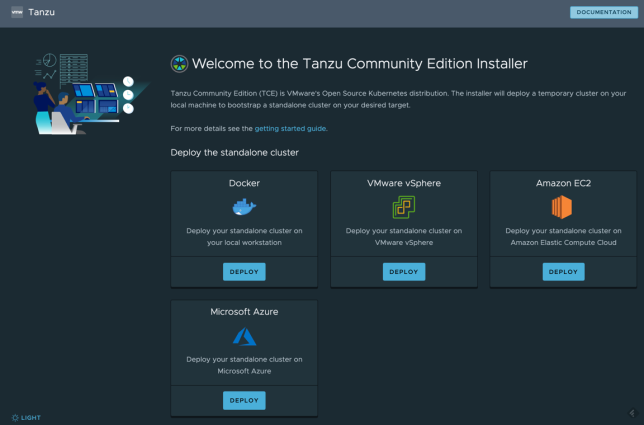 vmw Tanzu
DOCUMENTATION
Welcome to the Tanzu Community Edition Installer
Tanzu Community Edition (TCE) is VMware's Open Source Kubernetes distribution. The installer will deploy a temporary cluster on your
local machine to bootstrap a standalone cluster on your desired target.
For more details see the getting started guide.
Deploy the standalone cluster
Docker
Deploy your standalone cluster on
your local workstation
DEPLOY
VMware vSphere
Deploy your standalone cluster on
VMware vSphere
DEPLOY
Amazon EC2
Deploy your standalone cluster on
Amazon Elastic Compute Cloud
DEPLOY
Microsoft Azure
Deploy your standalone cluster on
Microsoft Azure
DEPLOY
LIGHT